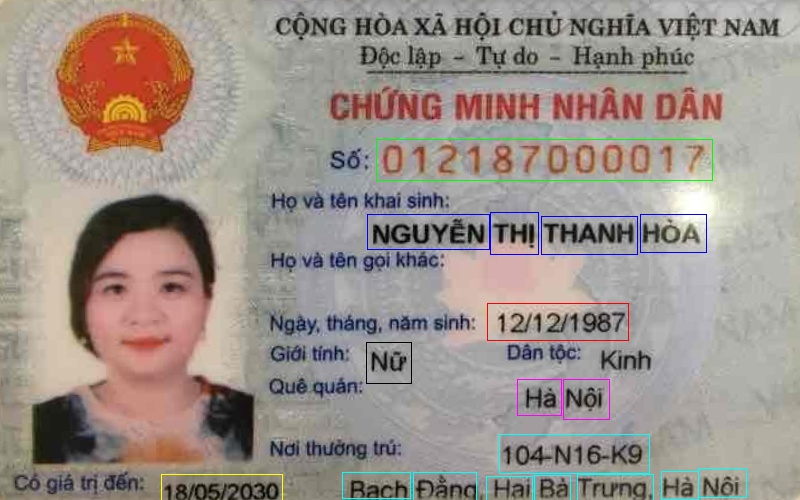 CỘNG HÒA XÃ HỘI CHỦ NGHĨA VIỆT NAM
Độc lập - Tự do - Hạnh phúc
CHỨNG MINH NHÂN DÂN
Số: 012187000017
Họ và tên khai sinh:
NGUYỄN THỊ THANH HÒA
Họ và tên gọi khác:
Ngày, tháng, năm sinh: 12/12/1987
Giới tính: Nữ Dân tộc: Kinh
Quê quán:
Hà Nội
Nơi thường trú: 104-N16-K9
Có giá trị đến: 18/05/2030 Bạch Đằng, Hai Bà Trưng, Hà Nội